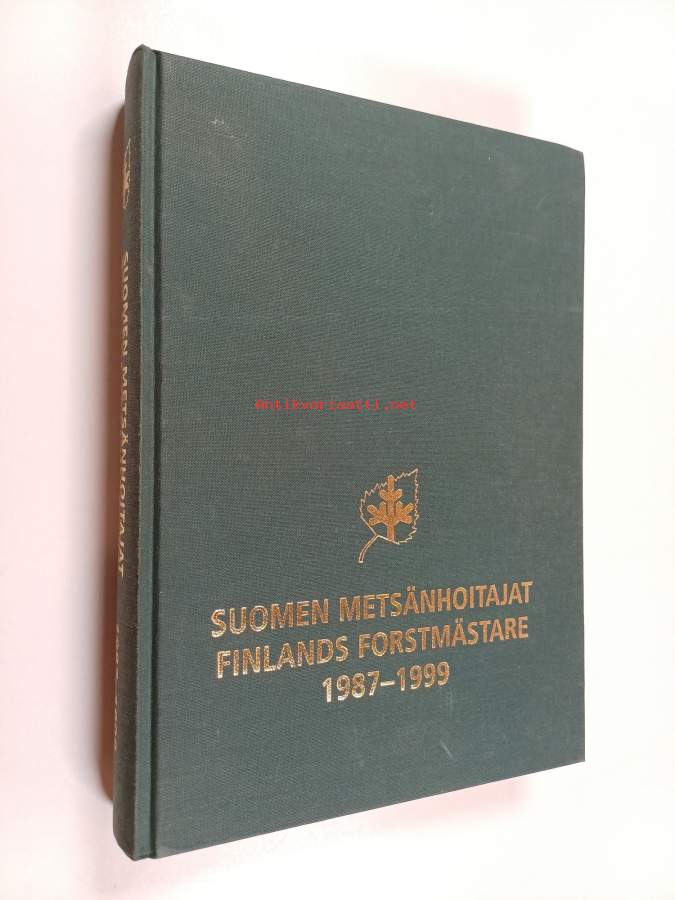 SUOMEN METSÄNHOITAJAT
Antikvariaatti.net
SUOMEN METSÄNHOITAJAT
FINLANDS FORSTMÄSTARE
1987–1999